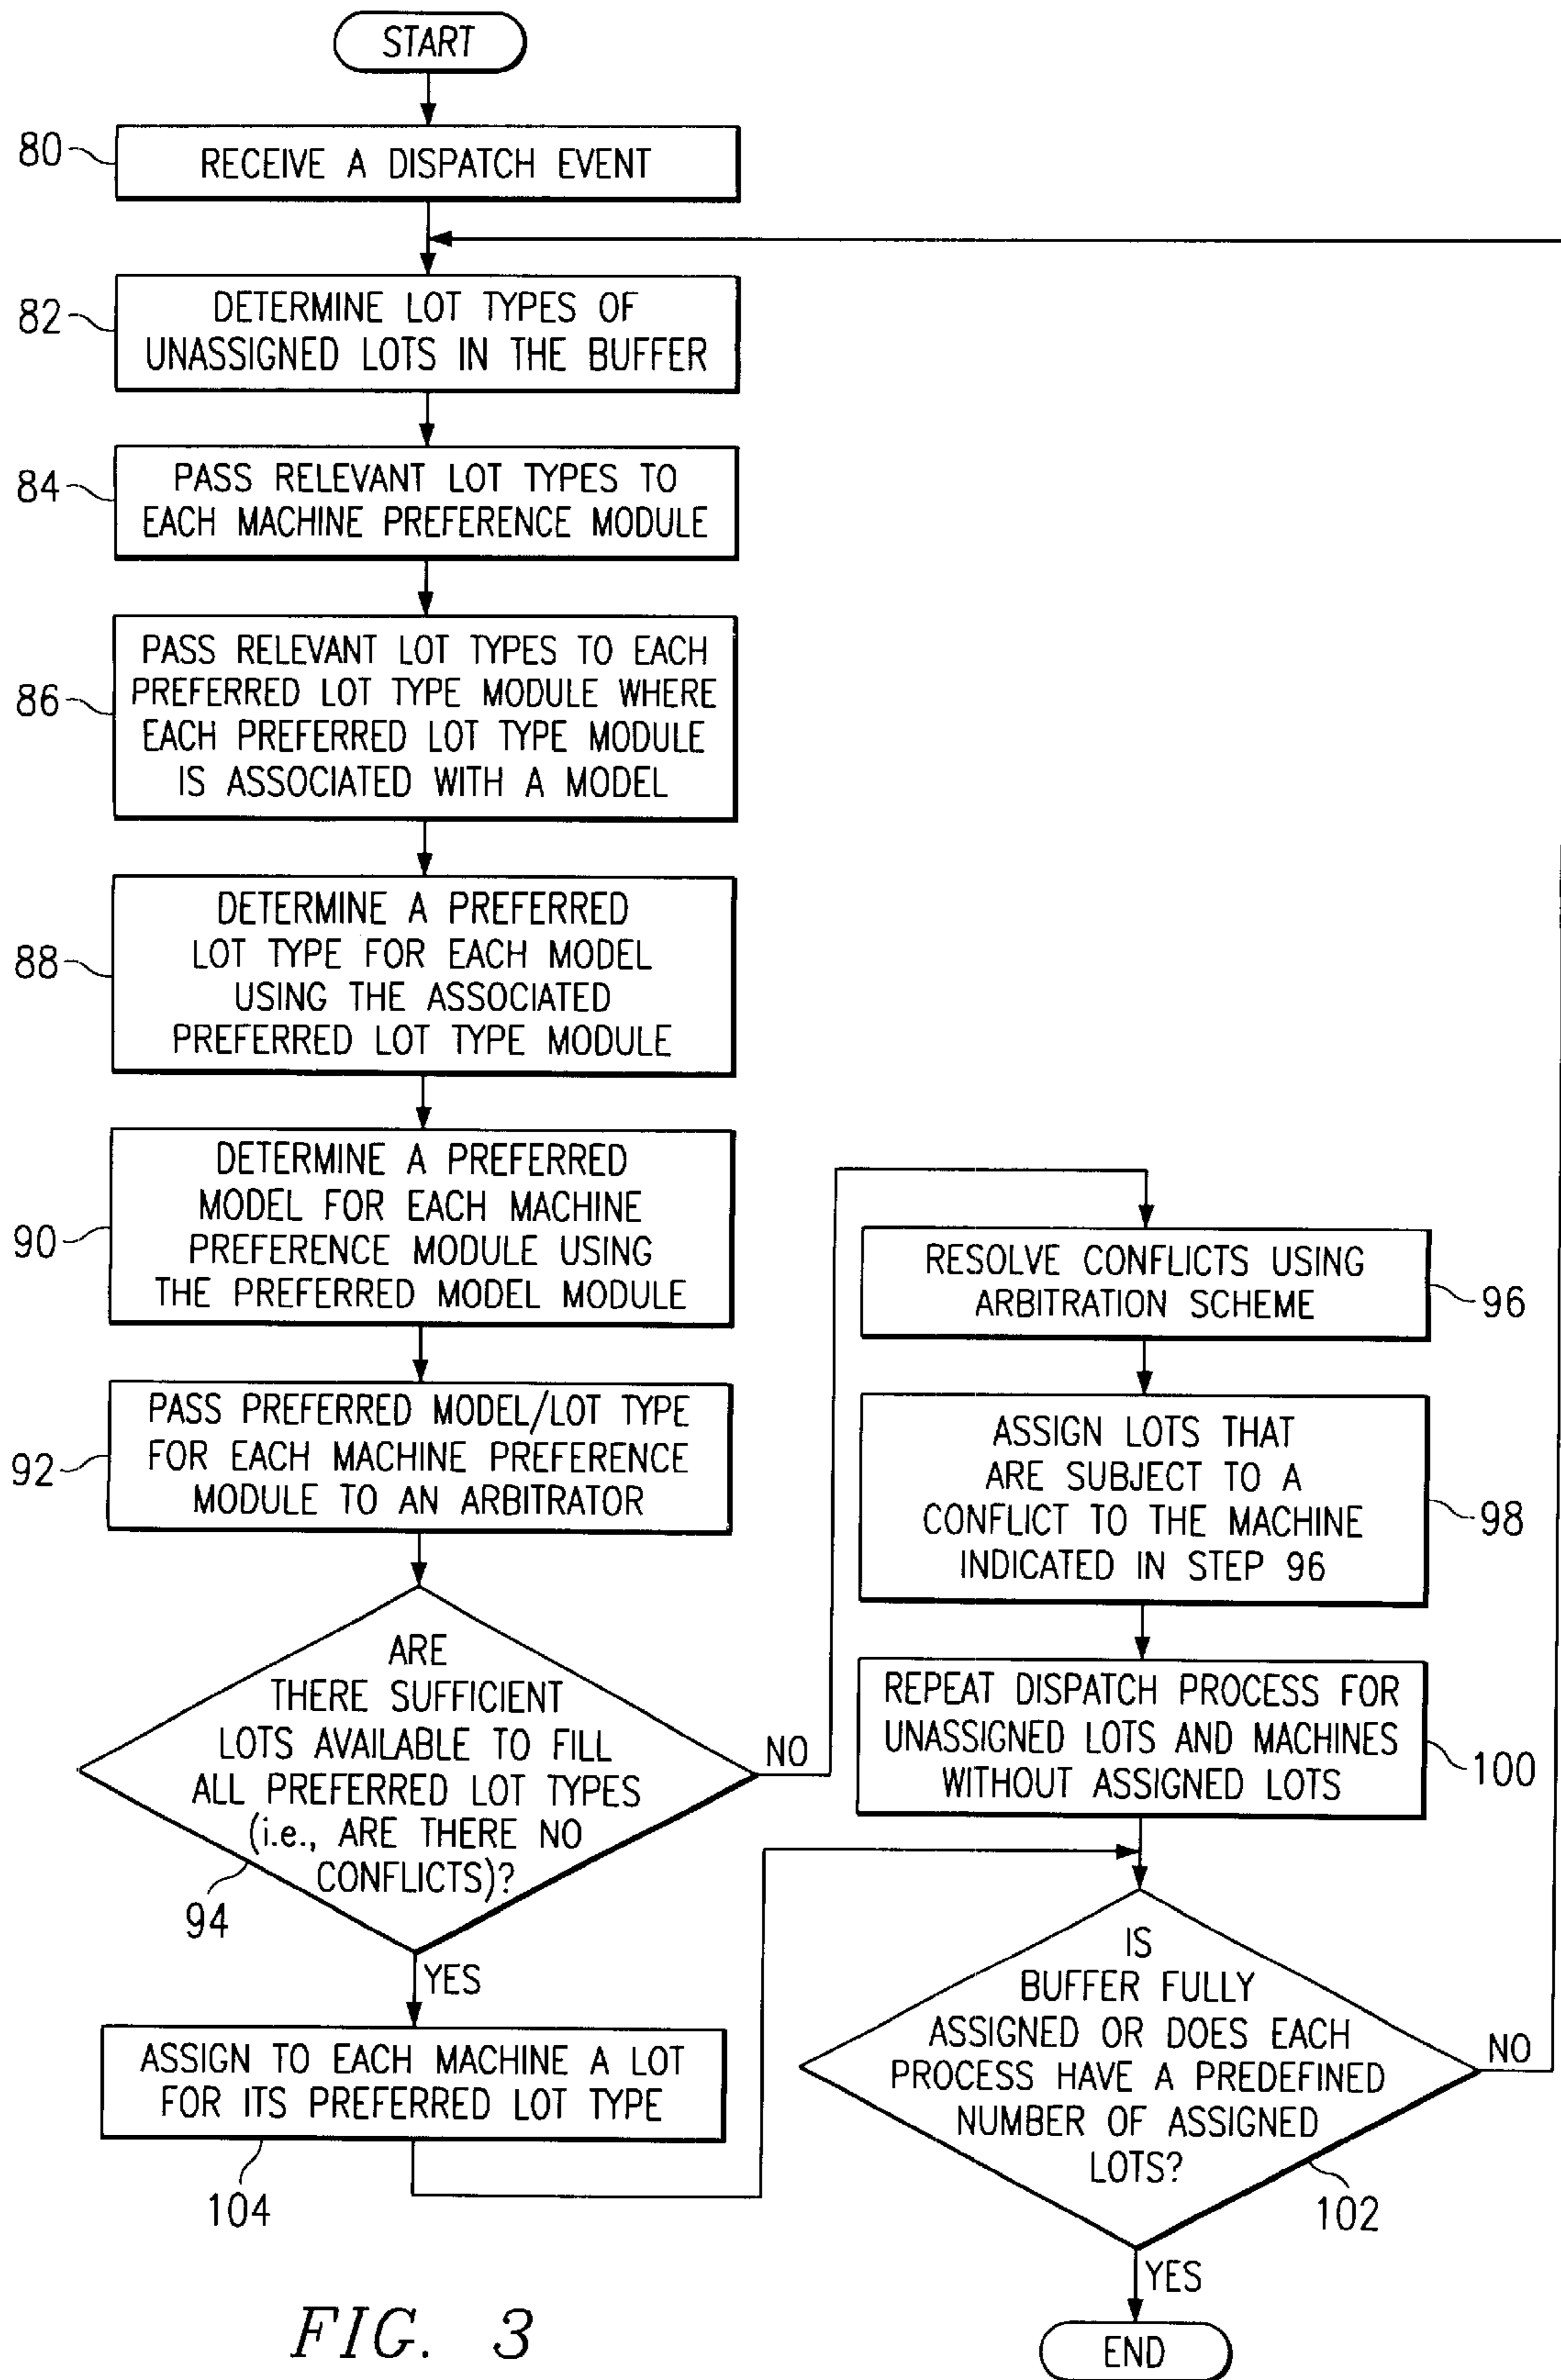 START
80
RECEIVE A DISPATCH EVENT
82
DETERMINE LOT TYPES OF
UNASSIGNED LOTS IN THE BUFFER
84
PASS RELEVANT LOT TYPES TO
EACH MACHINE PREFERENCE MODULE
86
PASS RELEVANT LOT TYPES TO EACH
PREFERRED LOT TYPE MODULE WHERE
EACH PREFERRED LOT TYPE MODULE
IS ASSOCIATED WITH A MODEL
88
DETERMINE A PREFERRED
LOT TYPE FOR EACH MODEL
USING THE ASSOCIATED
PREFERRED LOT TYPE MODULE
90
DETERMINE A PREFERRED
MODEL FOR EACH MACHINE
PREFERENCE MODULE USING
THE PREFERRED MODEL MODULE
92
PASS PREFERRED MODEL/LOT TYPE
FOR EACH MACHINE PREFERENCE
MODULE TO AN ARBITRATOR
ARE
THERE SUFFICIENT
LOTS AVAILABLE TO FILL
ALL PREFERRED LOT TYPES
(i.e., ARE THERE NO
CONFLICTS)?
94
NO
YES
ASSIGN TO EACH MACHINE A LOT
FOR ITS PREFERRED LOT TYPE
104
RESOLVE CONFLICTS USING
ARBITRATION SCHEME
96
ASSIGN LOTS THAT
ARE SUBJECT TO A
CONFLICT TO THE MACHINE
INDICATED IN STEP 96
98
REPEAT DISPATCH PROCESS FOR
UNASSIGNED LOTS AND MACHINES
WITHOUT ASSIGNED LOTS
100
IS
BUFFER FULLY
ASSIGNED OR DOES EACH
PROCESS HAVE A PREDEFINED
NUMBER OF ASSIGNED
LOTS?
102
NO
YES
END
FIG. 3